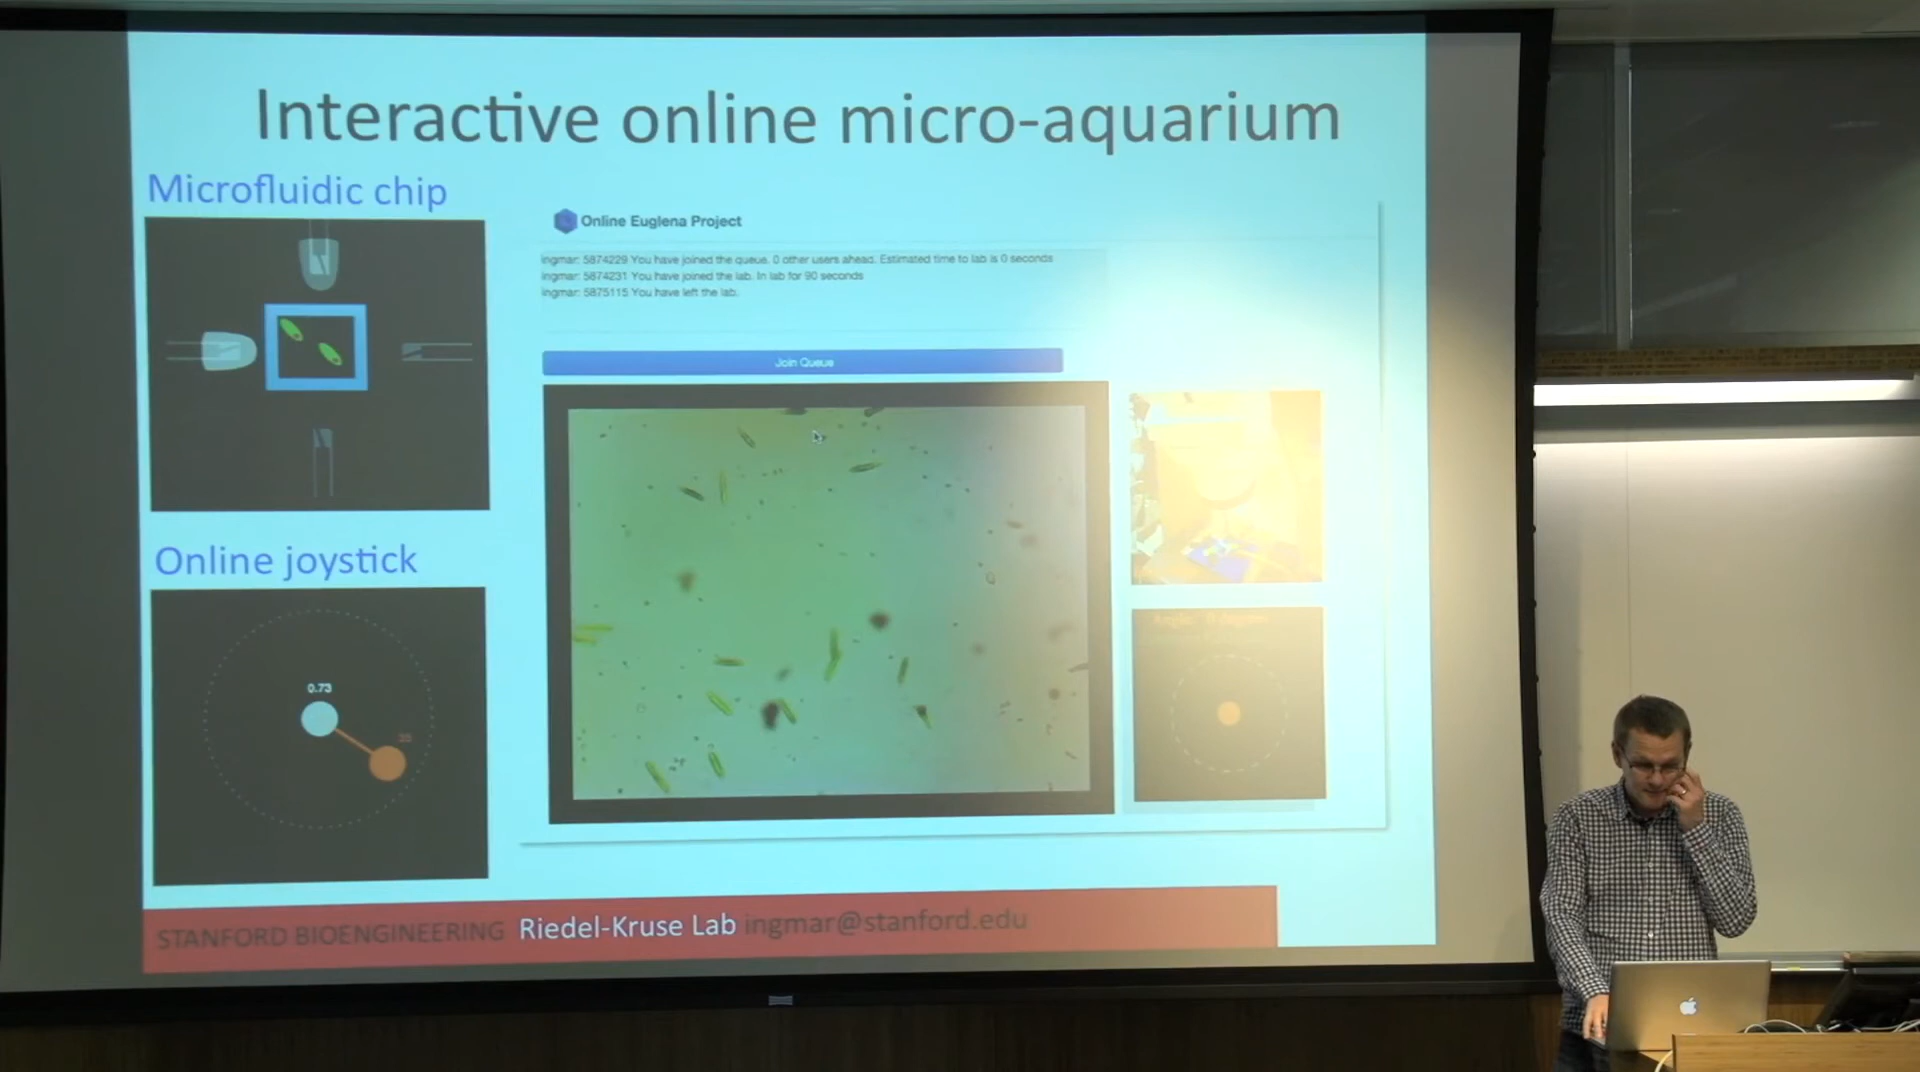 Interactive online micro-aquarium
Microfluidic chip
Online Euglena Project
ingmar: 5874229 You have joined the queue. 0 other users ahead. Estimated time to lab is 0 seconds
ingmar: 5874231 You have joined the lab. In lab for 90 seconds
ingmar: 5875115 You have left the lab.
Join Queue
Online joystick
0.73
35
STANFORD BIOENGINEERING Riedel-Kruse Lab ingmar@stanford.edu